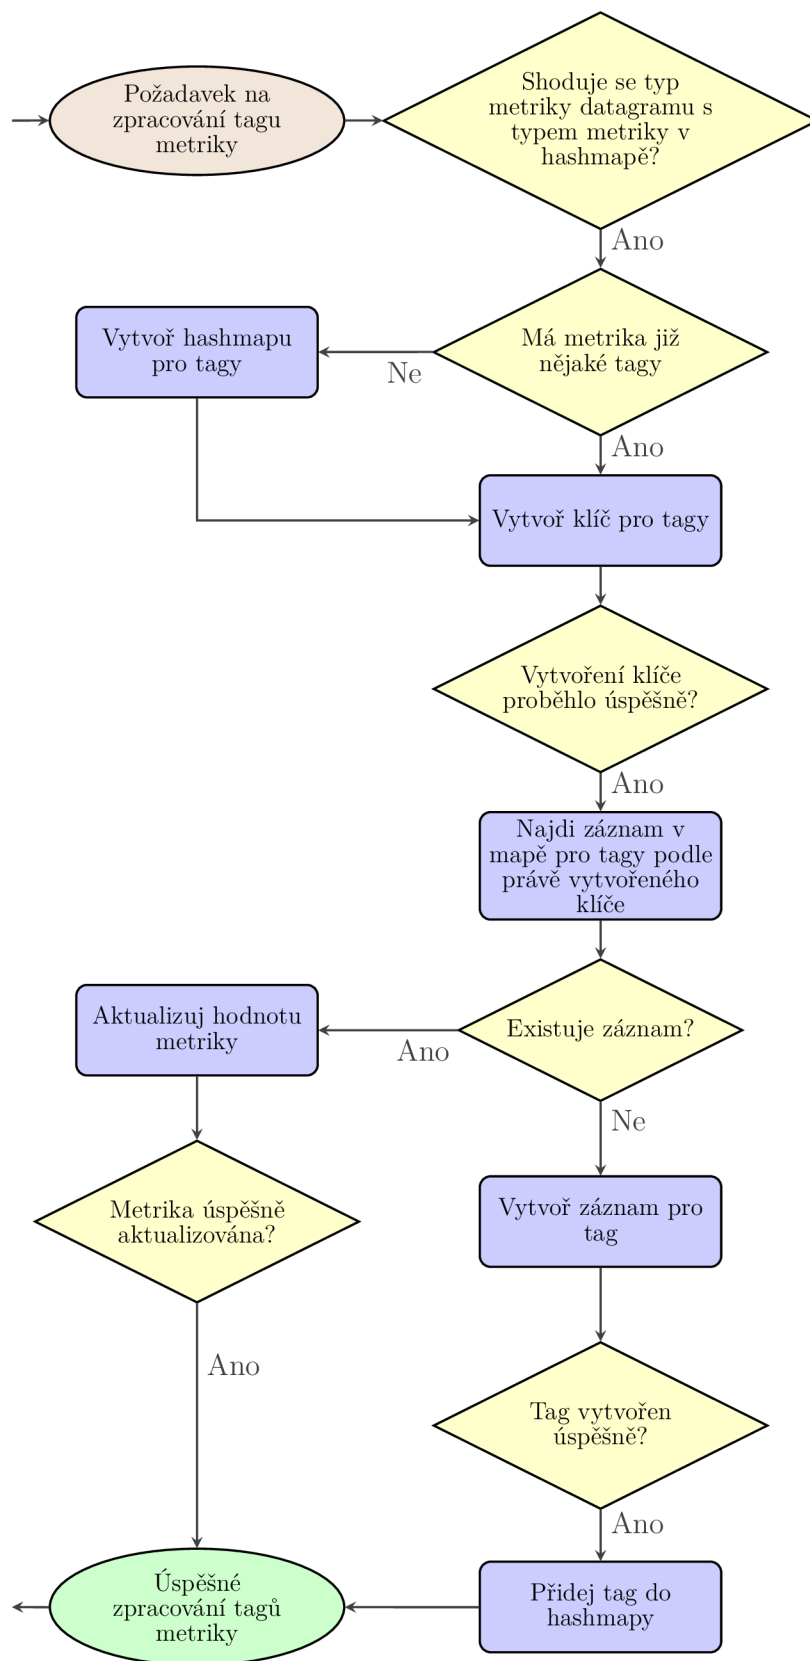 Požadavek na
zpracování tagu
metriky
Shoduje se typ
metriky datagramu s
typem metriky v
hashmapě?
Ano
Má metrika již
nějaké tagy
Ne
Vytvoř hashmapu
pro tagy
Ano
Vytvoř klíč pro tagy
Vytvoření klíče
proběhlo úspěšně?
Ano
Najdi záznam v
mapě pro tagy podle
právě vytvořeného
klíče
Existuje záznam?
Ano
Aktualizuj hodnotu
metriky
Ne
Metrika úspěšně
aktualizována?
Vytvoř záznam pro
tag
Ano
Tag vytvořen
úspěšně?
Ano
Přidej tag do
hashmapy
Úspěšné
zpracování tagů
metriky